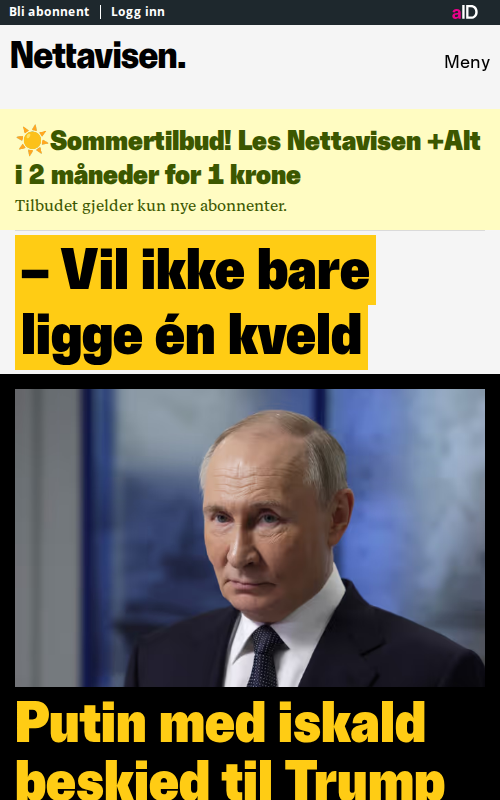 Bli abonnent | Logg inn
aID
Nettavisen.
Meny
☀️Sommertilbud! Les Nettavisen +Alt
i 2 måneder for 1 krone
Tilbudet gjelder kun nye abonnenter.
– Vil ikke bare
ligge én kveld
Putin med iskald
beskjed til Trump